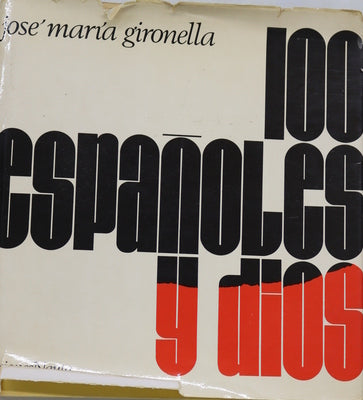 josé maría gironella
100
españoles
y dios